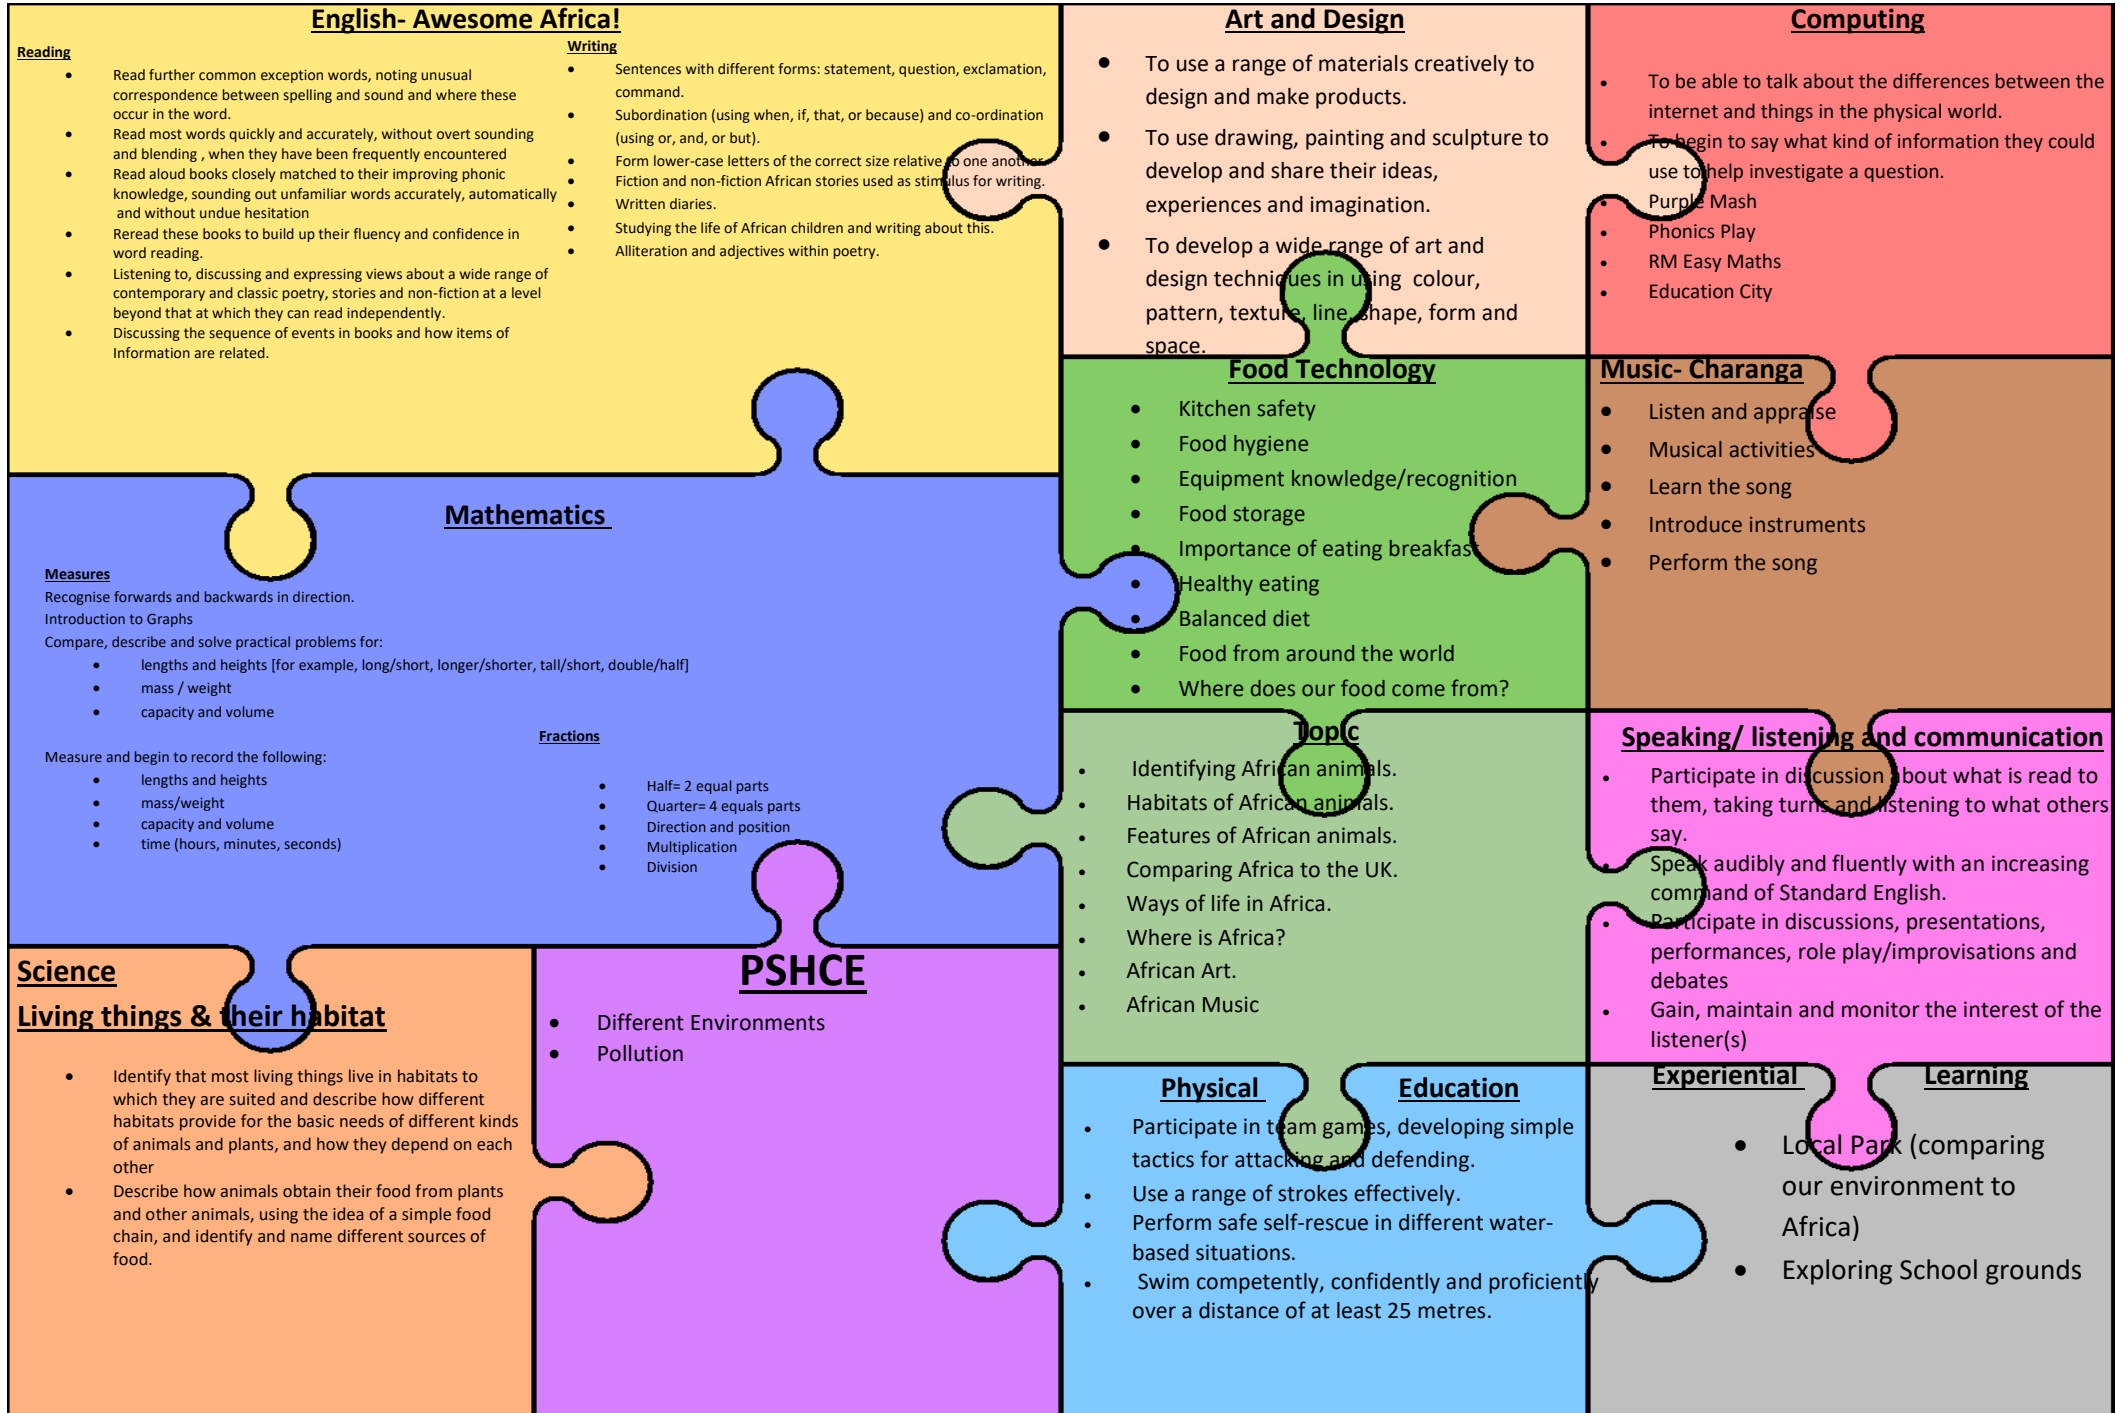 English- Awesome Africa!
Reading
• Read further common exception words, noting unusual
correspondence between spelling and sound and where these
occur in the word.
• Read most words quickly and accurately, without overt sounding
and blending , when they have been frequently encountered
• Read aloud books closely matched to their improving phonic
knowledge, sounding out unfamiliar words accurately, automatically
and without undue hesitation
• Reread these books to build up their fluency and confidence in
word reading.
• Listening to, discussing and expressing views about a wide range of
contemporary and classic poetry, stories and non-fiction at a level
beyond that at which they can read independently.
• Discussing the sequence of events in books and how items of
Information are related.
Writing
• Sentences with different forms: statement, question, exclamation,
command.
• Subordination (using when, if, that, or because) and co-ordination
(using or, and, or but).
• Form lower-case letters of the correct size relative to one another.
• Fiction and non-fiction African stories used as stimulus for writing.
• Written diaries.
• Studying the life of African children and writing about this.
• Alliteration and adjectives within poetry.
Art and Design
• To use a range of materials creatively to
design and make products.
• To use drawing, painting and sculpture to
develop and share their ideas,
experiences and imagination.
• To develop a wide range of art and
design techniques in using colour,
pattern, texture, line, shape, form and
space.
Computing
• To be able to talk about the differences between the
internet and things in the physical world.
• To begin to say what kind of information they could
use to help investigate a question.
• Purple Mash
• Phonics Play
• RM Easy Maths
• Education City
Mathematics
Measures
Recognise forwards and backwards in direction.
Introduction to Graphs
Compare, describe and solve practical problems for:
• lengths and heights [for example, long/short, longer/shorter, tall/short, double/half]
• mass / weight
• capacity and volume
Measure and begin to record the following:
• lengths and heights
• mass/weight
• capacity and volume
• time (hours, minutes, seconds)
Fractions
• Half= 2 equal parts
• Quarter= 4 equals parts
• Direction and position
• Multiplication
• Division
Food Technology
• Kitchen safety
• Food hygiene
• Equipment knowledge/recognition
• Food storage
• Importance of eating breakfast
• Healthy eating
• Balanced diet
• Food from around the world
• Where does our food come from?
Music- Charanga
• Listen and appraise
• Musical activities
• Learn the song
• Introduce instruments
• Perform the song
Topic
• Identifying African animals.
• Habitats of African animals.
• Features of African animals.
• Comparing Africa to the UK.
• Ways of life in Africa.
• Where is Africa?
• African Art.
• African Music
Speaking/ listening and communication
• Participate in discussion about what is read to
them, taking turns and listening to what others
say.
• Speak audibly and fluently with an increasing
command of Standard English.
• Participate in discussions, presentations,
performances, role play/improvisations and
debates
• Gain, maintain and monitor the interest of the
listener(s)
Science
Living things & their habitat
• Identify that most living things live in habitats to
which they are suited and describe how different
habitats provide for the basic needs of different kinds
of animals and plants, and how they depend on each
other
• Describe how animals obtain their food from plants
and other animals, using the idea of a simple food
chain, and identify and name different sources of
food.
PSHCE
• Different Environments
• Pollution
Physical Education
• Participate in team games, developing simple
tactics for attacking and defending.
• Use a range of strokes effectively.
• Perform safe self-rescue in different water-
based situations.
• Swim competently, confidently and proficiently
over a distance of at least 25 metres.
Experiential Learning
• Local Park (comparing
our environment to
Africa)
• Exploring School grounds